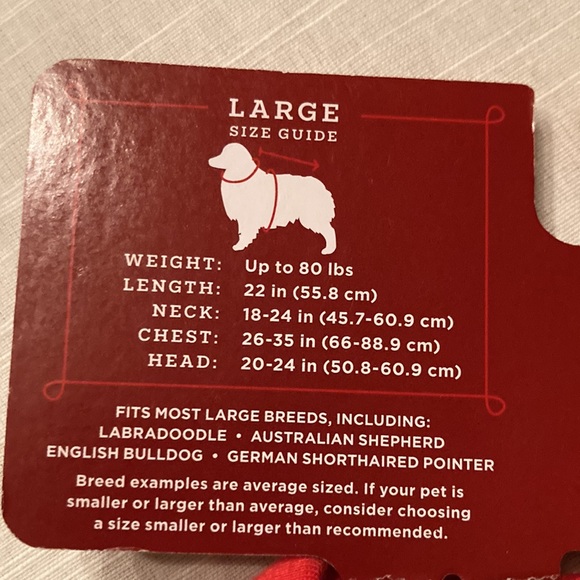 LARGE
SIZE GUIDE
WEIGHT: Up to 80 lbs
LENGTH: 22 in (55.8 cm)
NECK: 18-24 in (45.7-60.9 cm)
CHEST: 26-35 in (66-88.9 cm)
HEAD: 20-24 in (50.8-60.9 cm)
FITS MOST LARGE BREEDS, INCLUDING:
LABRADOODLE • AUSTRALIAN SHEPHERD
ENGLISH BULLDOG • GERMAN SHORTHAIRED POINTER
Breed examples are average sized. If your pet is
smaller or larger than average, consider choosing
a size smaller or larger than recommended.